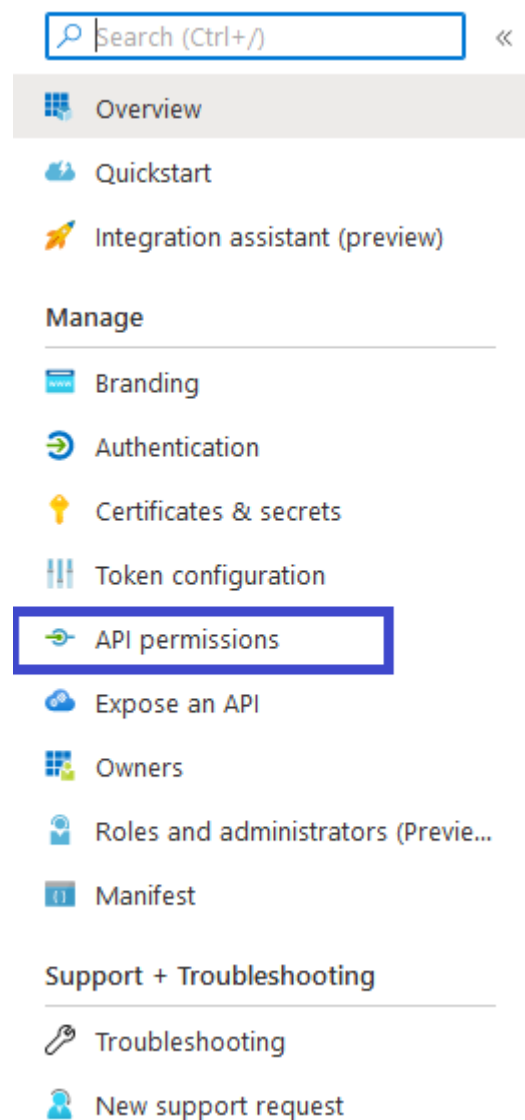 Search (Ctrl+/)
«
Overview
Quickstart
Integration assistant (preview)
Manage
Branding
Authentication
Certificates & secrets
Token configuration
API permissions
Expose an API
Owners
Roles and administrators (Previe...
Manifest
Support + Troubleshooting
Troubleshooting
New support request